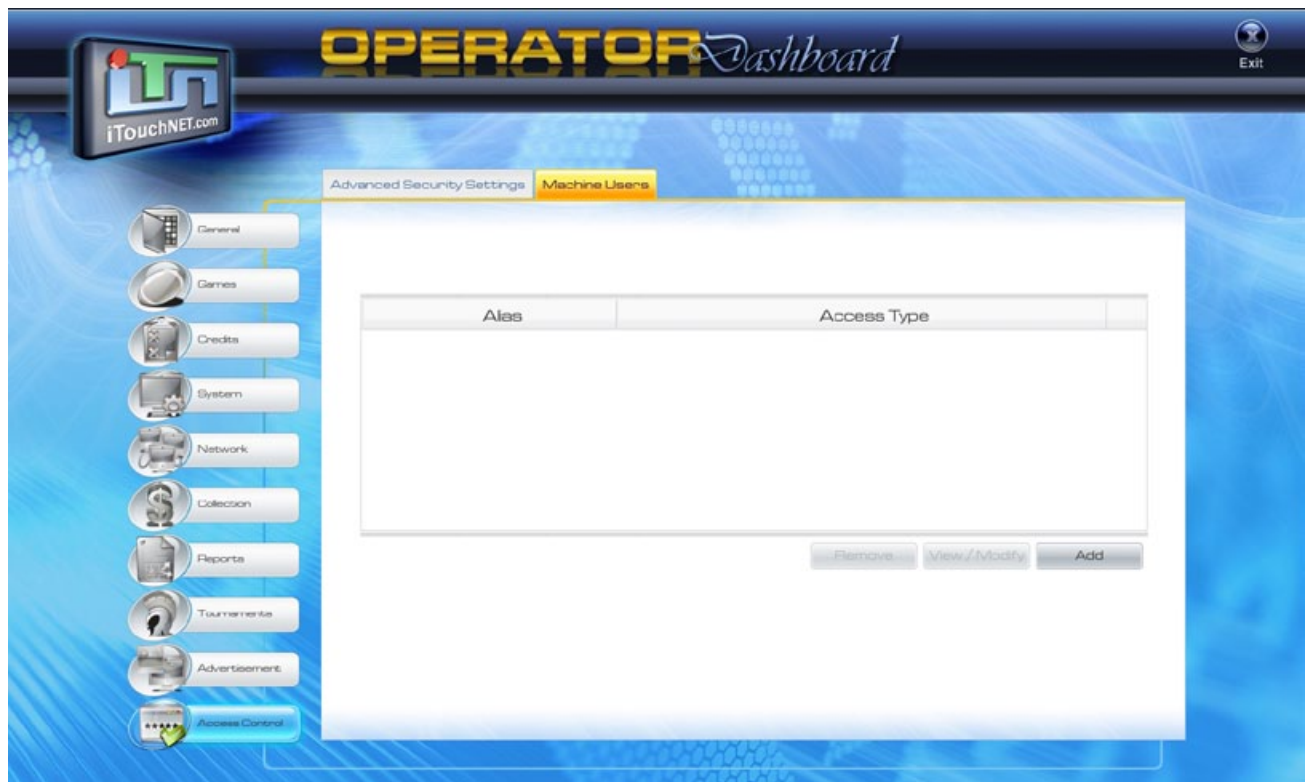 OPERATOR Dashboard
Exit
iTn
iTouchNET.com
Advanced Security Settings
Machine Users
General
Games
Credits
System
Network
Collection
Reports
Tournaments
Advertisement
Access Control
Alias
Access Type
Remove
View / Modify
Add